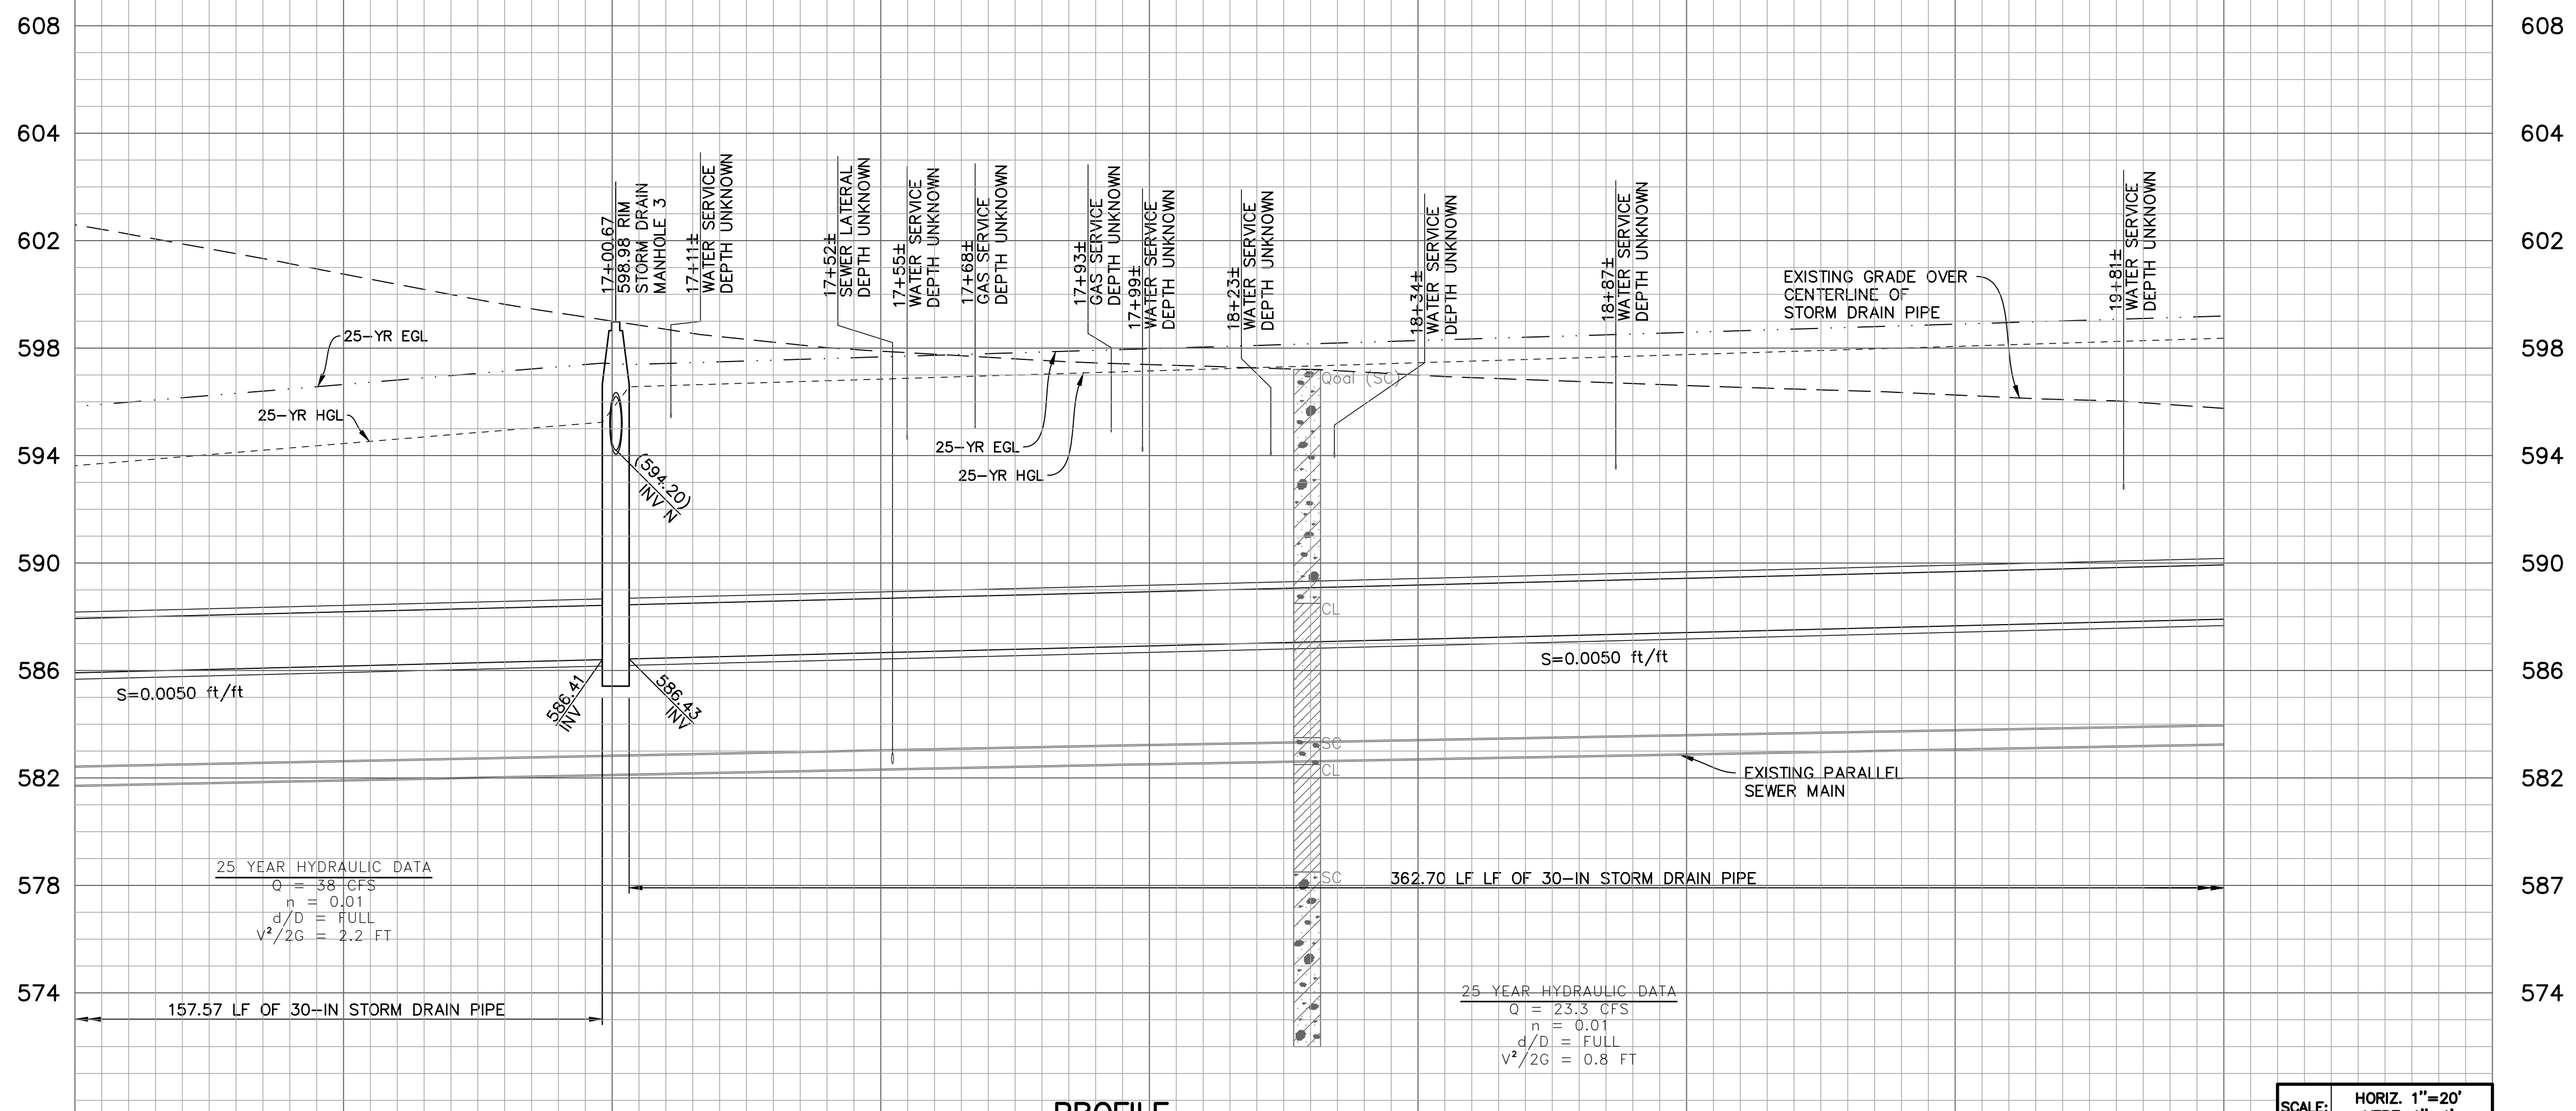 608
608
604
604
602
602
598
598
594
594
590
590
586
586
582
582
578
587
574
574
17+00.67
598.98 RIM
STORM DRAIN
MANHOLE 3
17+11±
WATER SERVICE
DEPTH UNKNOWN
17+52±
SEWER LATERAL
DEPTH UNKNOWN
17+55±
WATER SERVICE
DEPTH UNKNOWN
17+68±
GAS SERVICE
DEPTH UNKNOWN
17+93±
GAS SERVICE
DEPTH UNKNOWN
17+99±
WATER SERVICE
DEPTH UNKNOWN
18+23±
WATER SERVICE
DEPTH UNKNOWN
18+34±
WATER SERVICE
DEPTH UNKNOWN
18+87±
WATER SERVICE
DEPTH UNKNOWN
EXISTING GRADE OVER
CENTERLINE OF
STORM DRAIN PIPE
19+81±
WATER SERVICE
DEPTH UNKNOWN
25-YR EGL
25-YR HGL
25-YR EGL
25-YR HGL
Qoal (SC)
(594.20)
INV N
CL
S=0.0050 ft/ft
586.41
INV
586.43
INV
S=0.0050 ft/ft
SC
CL
EXISTING PARALLEL
SEWER MAIN
25 YEAR HYDRAULIC DATA
Q = 38 CFS
n = 0.01
d/D = FULL
V²/2G = 2.2 FT
SC
362.70 LF LF OF 30-IN STORM DRAIN PIPE
157.57 LF OF 30-IN STORM DRAIN PIPE
25 YEAR HYDRAULIC DATA
Q = 23.3 CFS
n = 0.01
d/D = FULL
V²/2G = 0.8 FT
PROFILE
SCALE:
HORIZ. 1"=20'